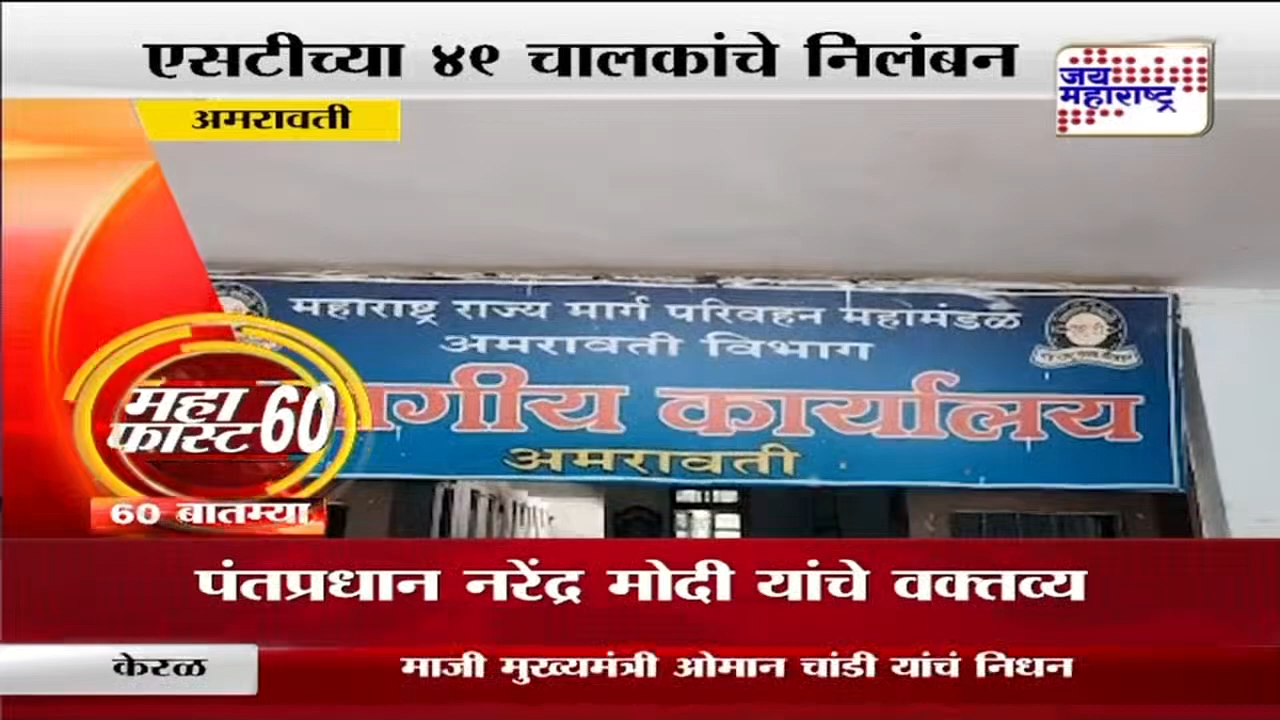 एसटीच्या ४९ चालकांचे निलंबन
जय
महाराष्ट्र
अमरावती
महाराष्ट्र राज्य मार्ग परिवहन महामंडळ
अमरावती विभाग
कार्यालय
अमरावती
महा
फास्ट 60
60 बातम्या
पंतप्रधान नरेंद्र मोदी यांचे वक्तव्य
केरळ
माजी मुख्यमंत्री ओमान चांडी यांचं निधन